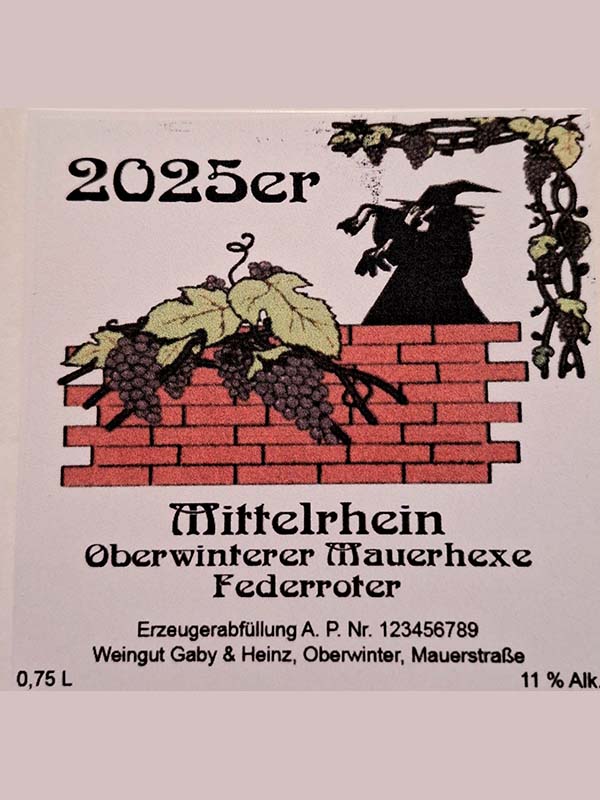 2025er
Mittelrhein
Oberwinterer Mauerhexe
Federroter
Erzeugerabfüllung A. P. Nr. 123456789
Weingut Gaby & Heinz, Oberwinter, Mauerstraße
0,75 L 11 % Alk.